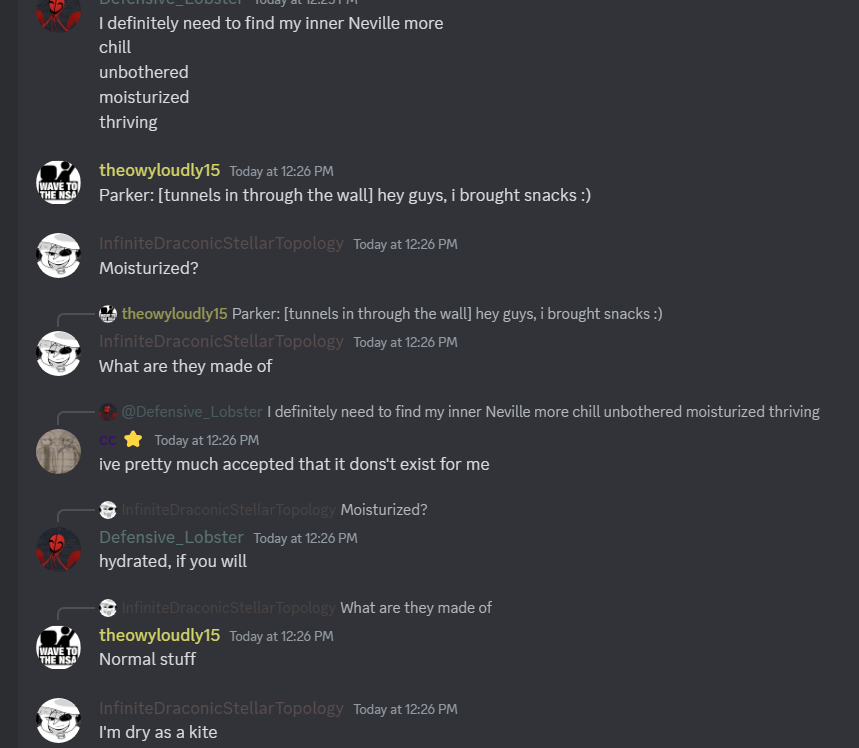 Defensive_Lobster Today at 12:25 PM
I definitely need to find my inner Neville more
chill
unbothered
moisturized
thriving
theowyloudly15 Today at 12:26 PM
Parker: [tunnels in through the wall] hey guys, i brought snacks :)
InfiniteDraconicStellarTopology Today at 12:26 PM
Moisturized?
theowyloudly15 Parker: [tunnels in through the wall] hey guys, i brought snacks :)
InfiniteDraconicStellarTopology Today at 12:26 PM
What are they made of
@Defensive_Lobster I definitely need to find my inner Neville more chill unbothered moisturized thriving
cc Today at 12:26 PM
ive pretty much accepted that it dons't exist for me
InfiniteDraconicStellarTopology Moisturized?
Defensive_Lobster Today at 12:26 PM
hydrated, if you will
InfiniteDraconicStellarTopology What are they made of
theowyloudly15 Today at 12:26 PM
Normal stuff
InfiniteDraconicStellarTopology Today at 12:26 PM
I'm dry as a kite
WAVE TO
THE NSA